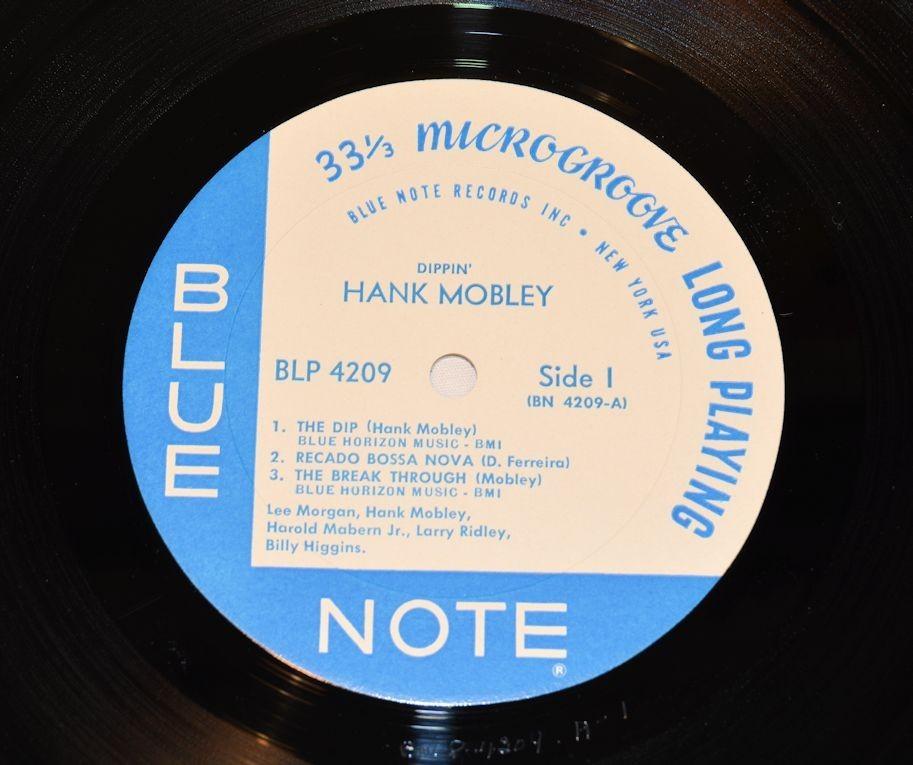 33⅓ MICROGROOVE LONG PLAYING
BLUE NOTE RECORDS INC • NEW YORK USA
DIPPIN'
HANK MOBLEY
BLP 4209
Side 1
(BN 4209-A)
1. THE DIP (Hank Mobley)
BLUE HORIZON MUSIC - BMI
2. RECADO BOSSA NOVA (D. Ferreira)
3. THE BREAK THROUGH (Mobley)
BLUE HORIZON MUSIC - BMI
Lee Morgan, Hank Mobley,
Harold Mabern Jr., Larry Ridley,
Billy Higgins.
BLUE
NOTE
®